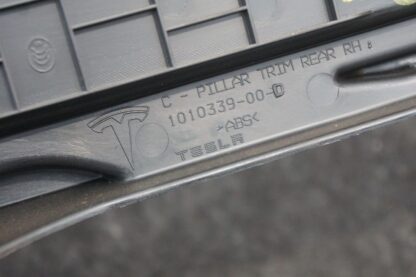 C - PILLAR TRIM REAR RH
1010339-00-D
>ABS<
TESLA